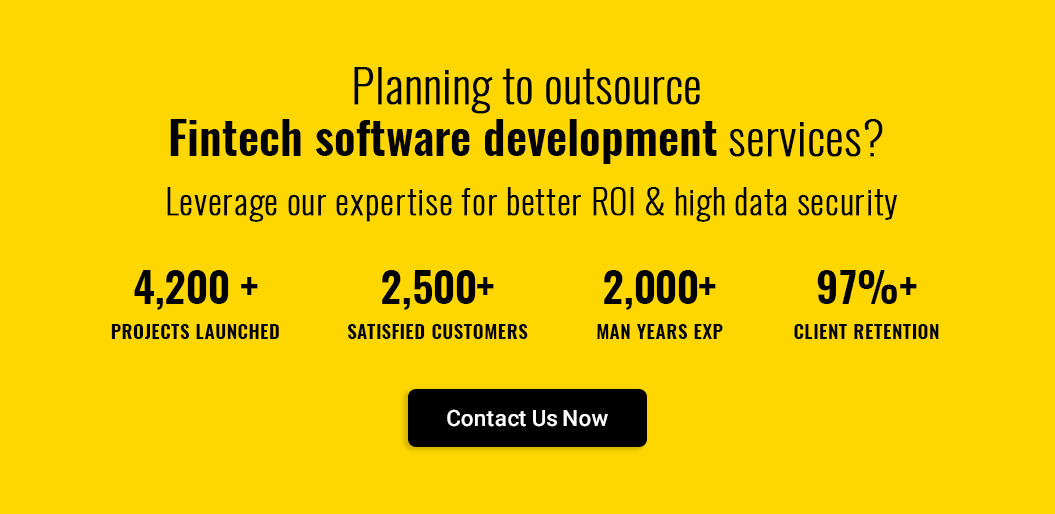 Planning to outsource
Fintech software development services?
Leverage our expertise for better ROI & high data security
4,200 + 2,500+ 2,000+ 97%+
PROJECTS LAUNCHED SATISFIED CUSTOMERS MAN YEARS EXP CLIENT RETENTION
Contact Us Now